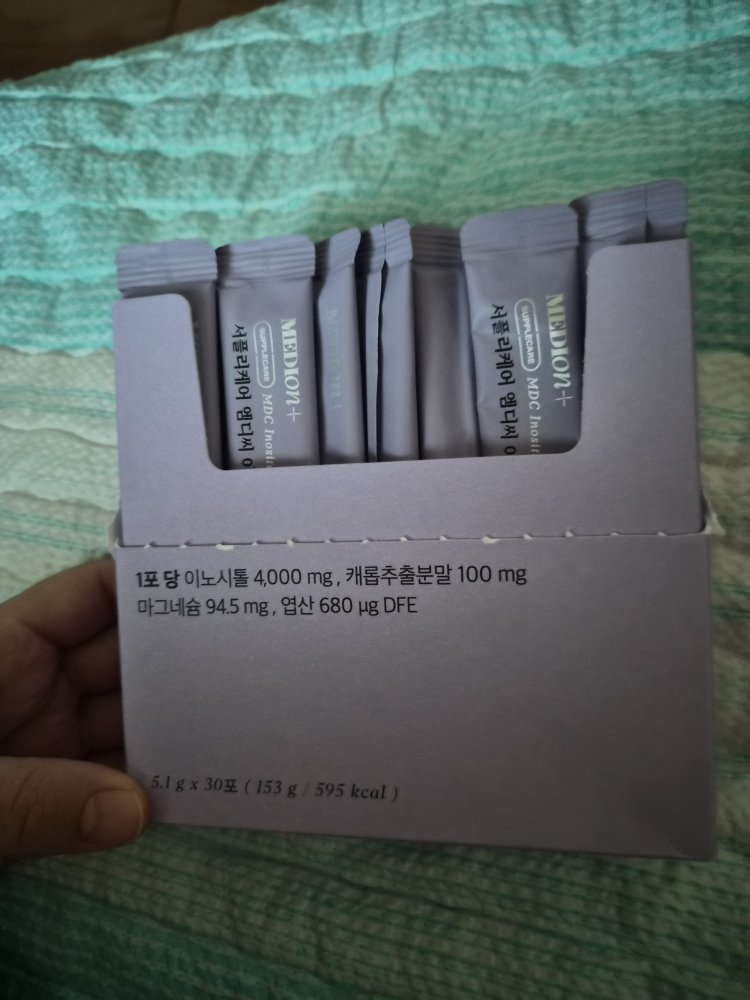 MEDIOn+
SUPPLECARE MDC
서플리케어 엠디씨
MEDIOn+
SUPPLECARE MDC
서플리케어 엠디씨
1포 당 이노시톨 4,000 mg , 캐롭추출분말 100 mg
마그네슘 94.5 mg , 엽산 680 µg DFE
5.1 g x 30포 ( 153 g / 595 kcal )